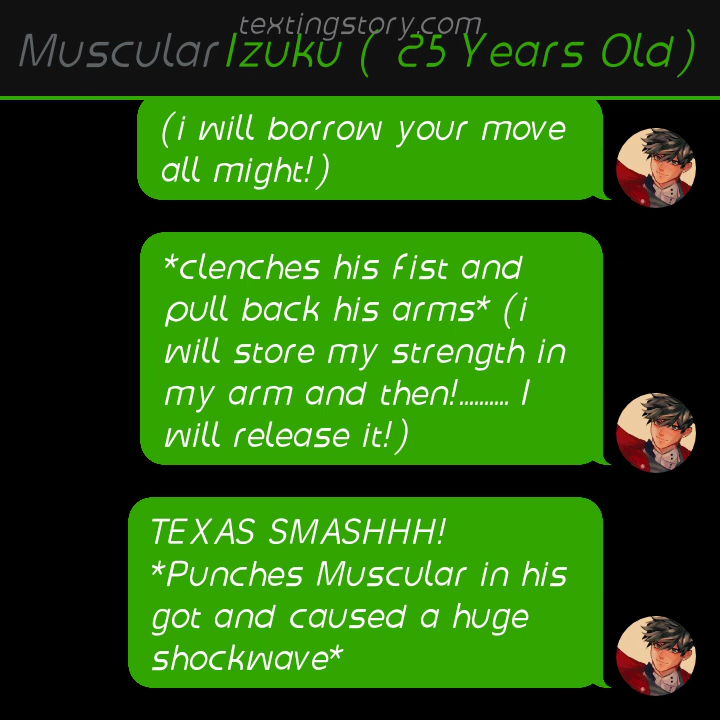 textingstory.com
Muscular Izuku ( 25 Years Old)
(i will borrow your move
all might!)
*clenches his fist and
pull back his arms* (i
will store my strength in
my arm and then!.......... I
will release it!)
TEXAS SMASHHH!
*Punches Muscular in his
got and caused a huge
shockwave*